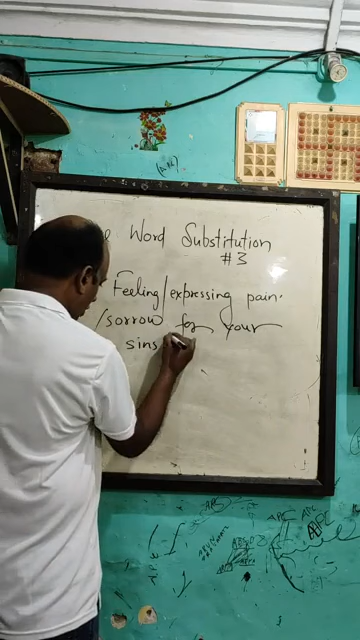 e Word Substitution
#3
Feeling/expressing pain.
/sorrow for your
sins